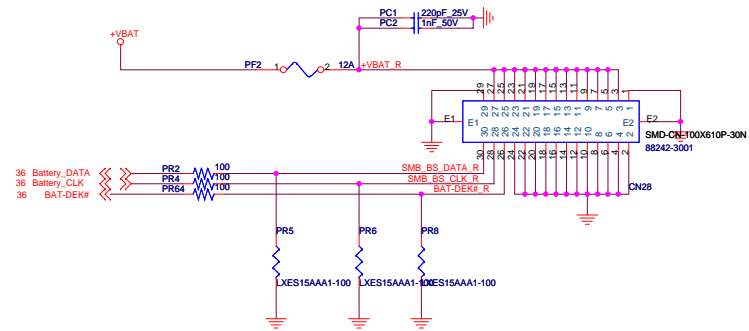 PC1 220pF_25V
PC2 1nF_50V
+VBAT
PF2 1 2 12A +VBAT_R
29 27 25 23 21 19 17 15 13 11 9 7 5 3 1
29 27 25 23 21 19 17 15 13 11 9 7 5 3 1
E1 E1 E2 E2
30 28 26 24 22 20 18 16 14 12 10 8 6 4 2
30 28 26 24 22 20 18 16 14 12 10 8 6 4 2
SMD-CN-100X610P-30N
88242-3001
CN28
36 Battery_DATA PR2 100 SMB_BS_DATA_R
36 Battery_CLK PR4 100 SMB_BS_CLK_R
36 BAT-DEK# PR64 100 BAT-DEK#_R
PR5 PR6 PR8
LXES15AAA1-100 LXES15AAA1-100 LXES15AAA1-100